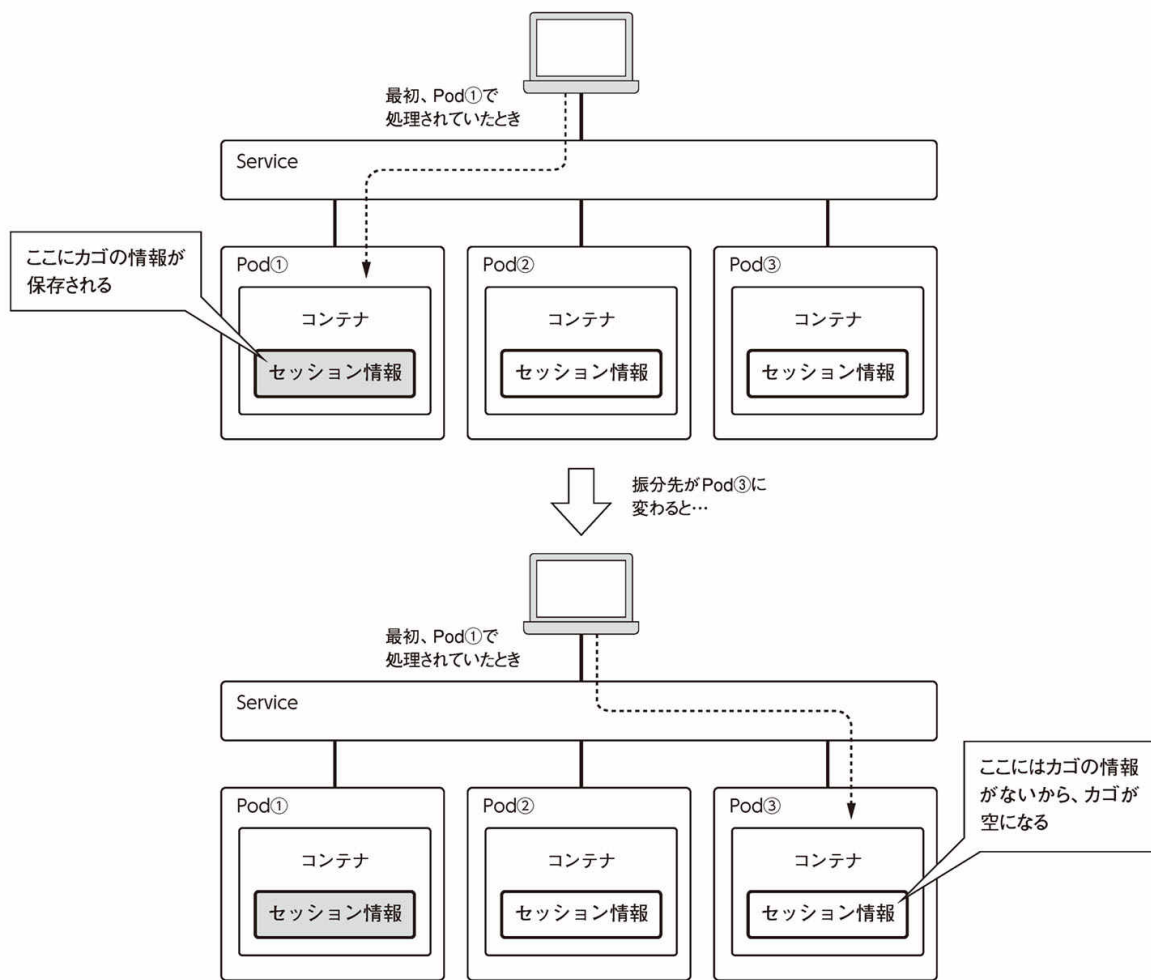 最初、Pod①で
処理されていたとき
Service
ここにカゴの情報が
保存される
Pod①
Pod②
Pod③
コンテナ
コンテナ
コンテナ
セッション情報
セッション情報
セッション情報
振分先がPod③に
変わると…
最初、Pod①で
処理されていたとき
Service
Pod①
Pod②
Pod③
ここにはカゴの情報
がないから、カゴが
空になる
コンテナ
コンテナ
コンテナ
セッション情報
セッション情報
セッション情報